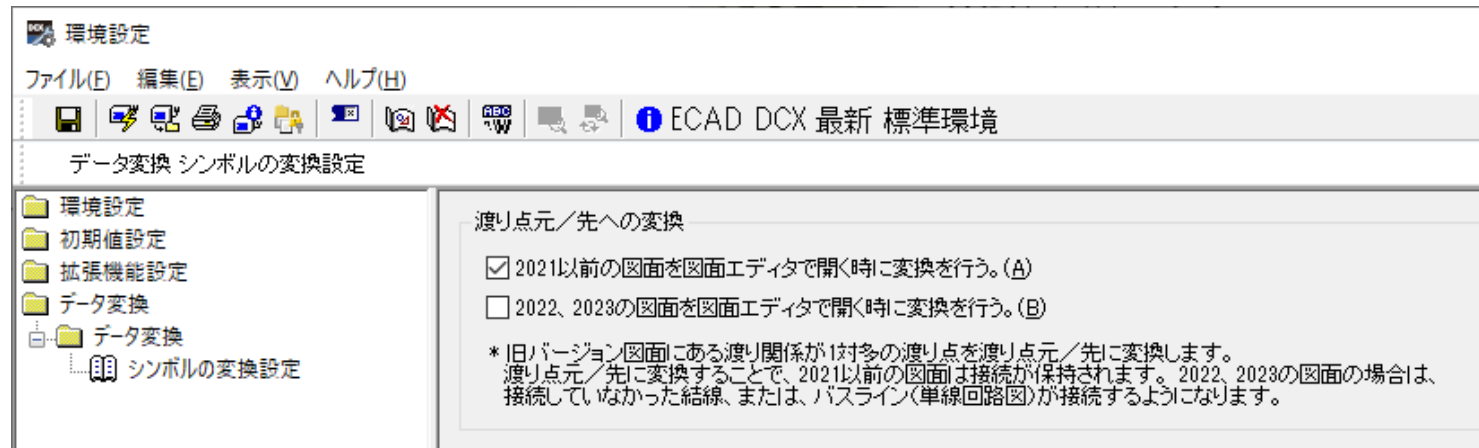 環境設定
ファイル(F) 編集(E) 表示(V) ヘルプ(H)
ECAD DCX 最新 標準環境
データ変換 シンボルの変換設定
環境設定
初期値設定
拡張機能設定
データ変換
データ変換
シンボルの変換設定
渡り点元／先への変換
2021以前の図面を図面エディタで開く時に変換を行う。(A)
2022、2023の図面を図面エディタで開く時に変換を行う。(B)
* 旧バージョン図面にある渡り関係が1対多の渡り点を渡り点元／先に変換します。
渡り点元／先に変換することで、2021以前の図面は接続が保持されます。2022、2023の図面の場合は、
接続していなかった結線、または、バスライン(単線回路図)が接続するようになります。